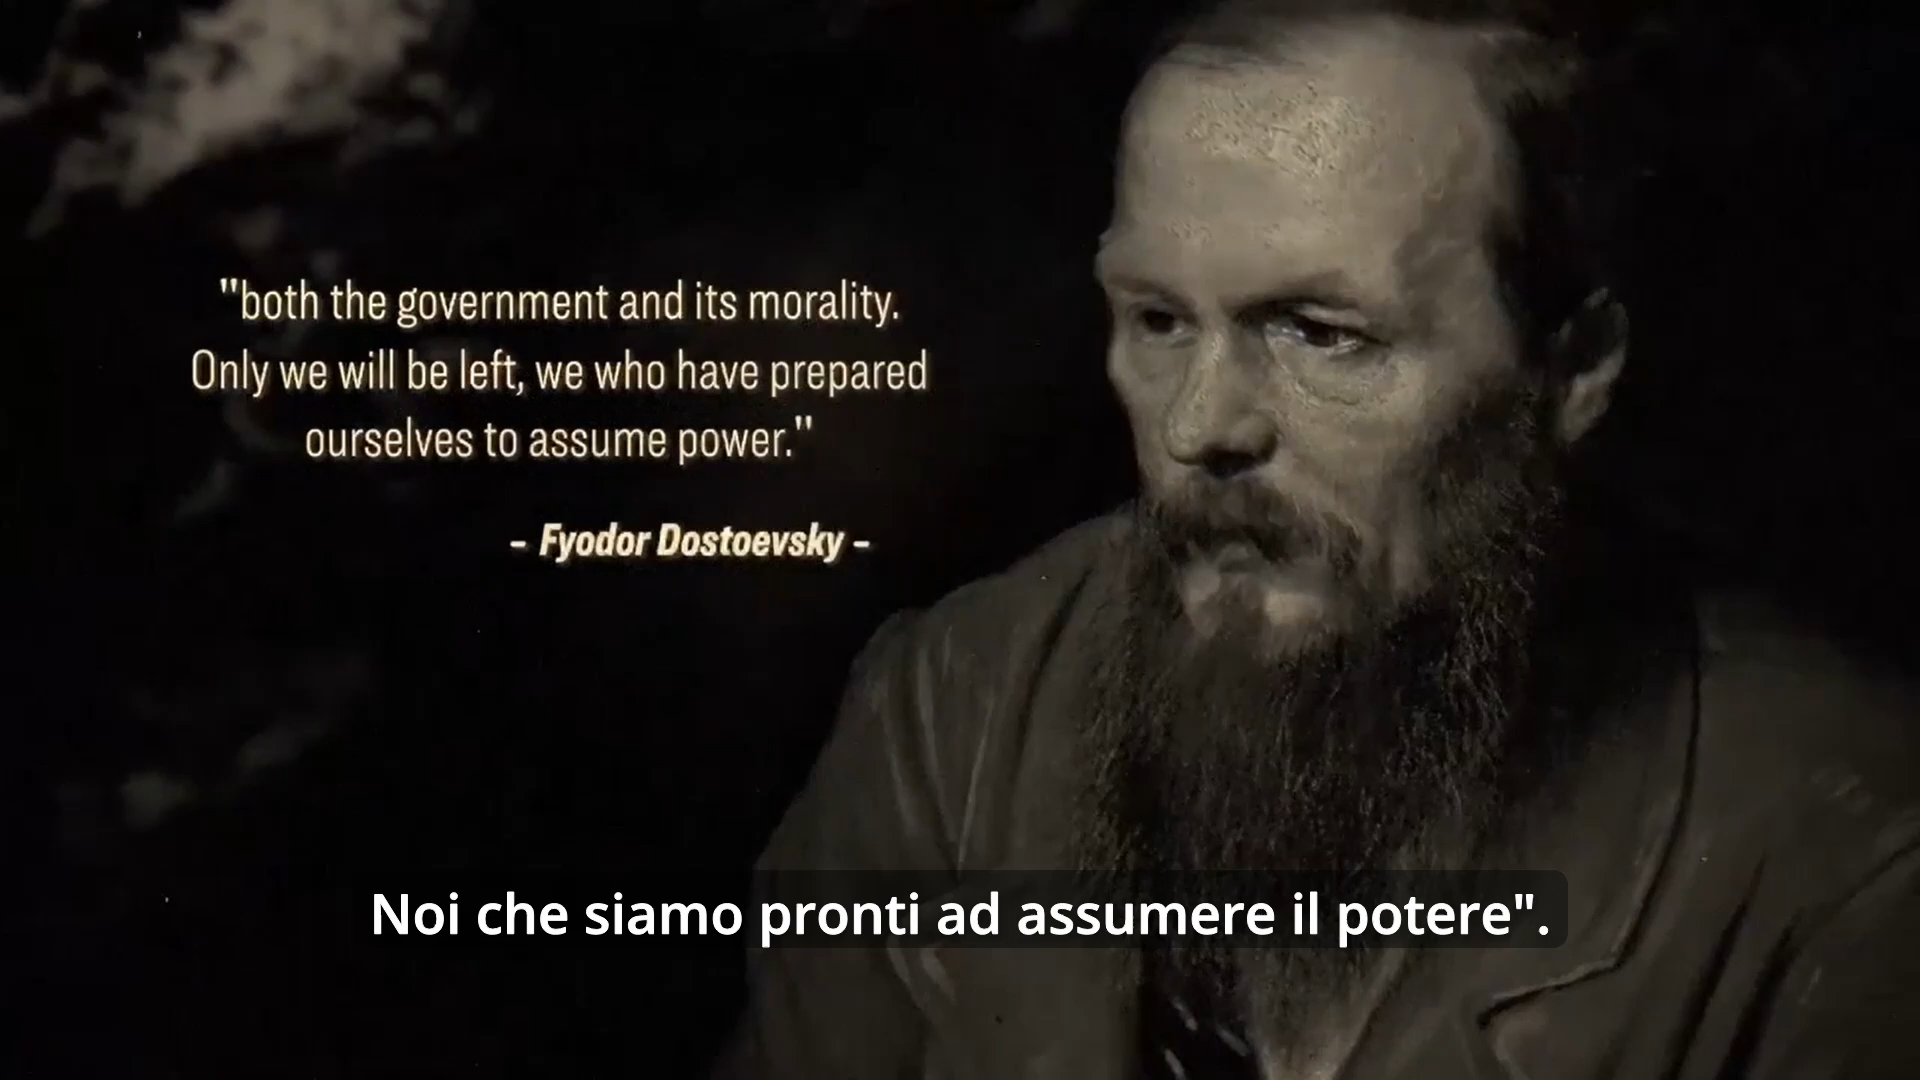 "both the government and its morality.
Only we will be left, we who have prepared
ourselves to assume power."
- Fyodor Dostoevsky -
Noi che siamo pronti ad assumere il potere".